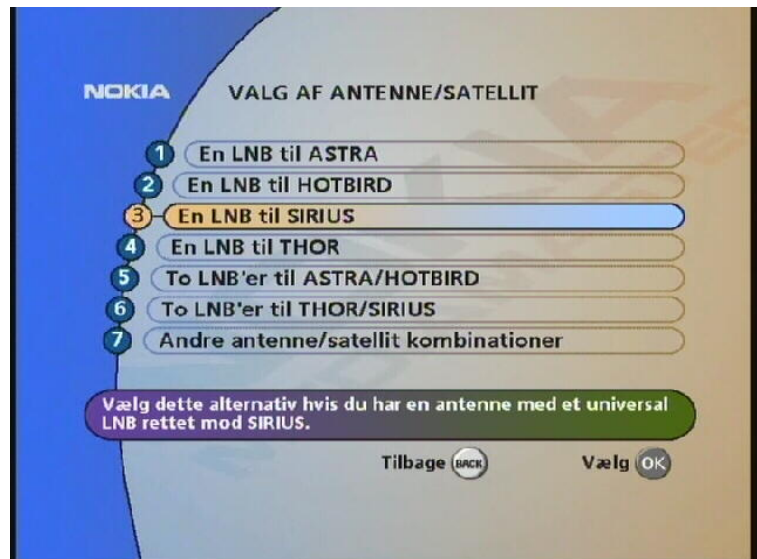 NOKIA VALG AF ANTENNE/SATELLIT
1 En LNB til ASTRA
2 En LNB til HOTBIRD
3 En LNB til SIRIUS
4 En LNB til THOR
5 To LNB'er til ASTRA/HOTBIRD
6 To LNB'er til THOR/SIRIUS
7 Andre antenne/satellit kombinationer
Vælg dette alternativ hvis du har en antenne med et universal
LNB rettet mod SIRIUS.
Tilbage BACK Vælg OK